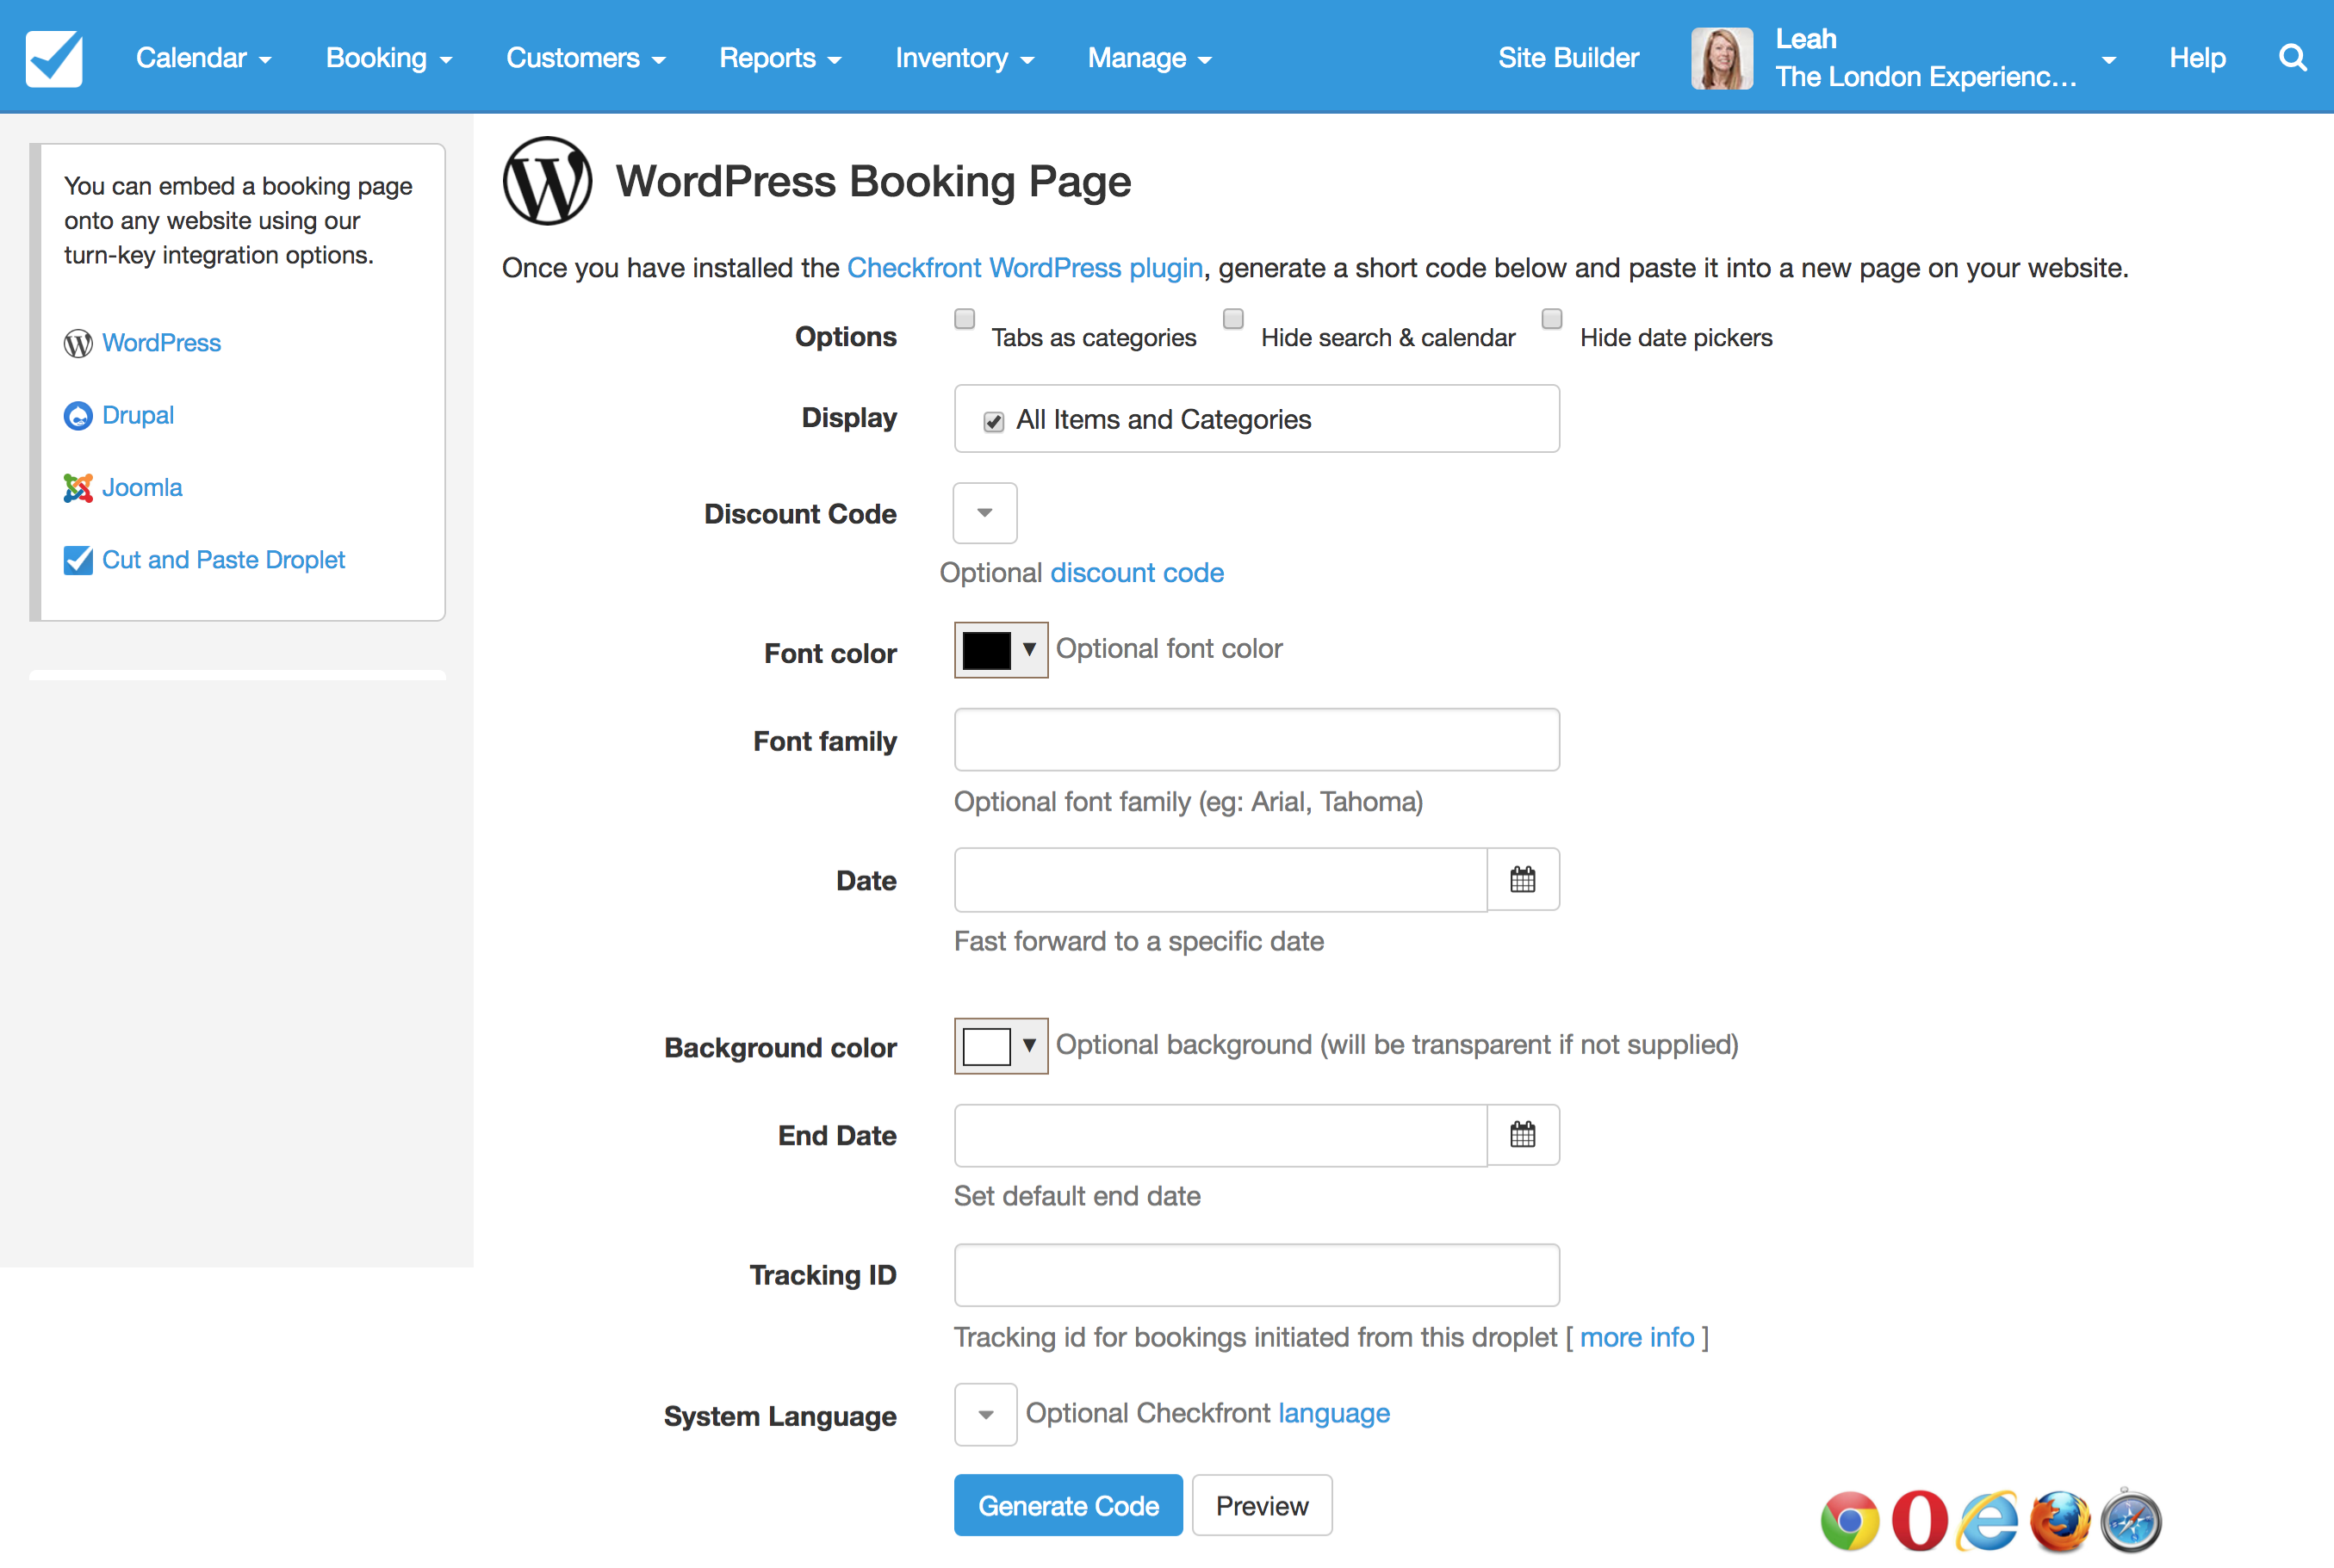 Calendar Booking Customers Reports Inventory Manage Site Builder Leah Help
The London Experienc...
You can embed a booking page
onto any website using our
turn-key integration options.
WordPress
Drupal
Joomla
Cut and Paste Droplet
WordPress Booking Page
Once you have installed the Checkfront WordPress plugin, generate a short code below and paste it into a new page on your website.
Options Tabs as categories Hide search & calendar Hide date pickers
Display All Items and Categories
Discount Code
Optional discount code
Font color Optional font color
Font family
Optional font family (eg: Arial, Tahoma)
Date
Fast forward to a specific date
Background color Optional background (will be transparent if not supplied)
End Date
Set default end date
Tracking ID
Tracking id for bookings initiated from this droplet [ more info ]
System Language Optional Checkfront language
Generate Code Preview